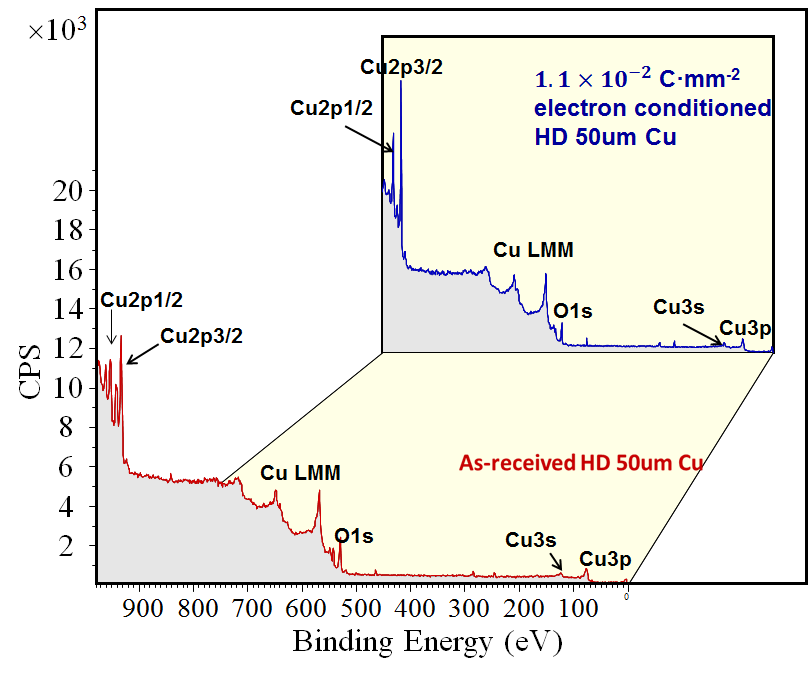 ×10³
Cu2p3/2
Cu2p1/2
1.1 × 10⁻² C·mm⁻²
electron conditioned
HD 50um Cu
20
18
16
14
12
10
8
6
4
2
CPS
Cu LMM
O1s
Cu3s
Cu3p
Cu2p1/2
Cu2p3/2
As-received HD 50um Cu
Cu LMM
O1s
Cu3s
Cu3p
900 800 700 600 500 400 300 200 100 0
Binding Energy (eV)